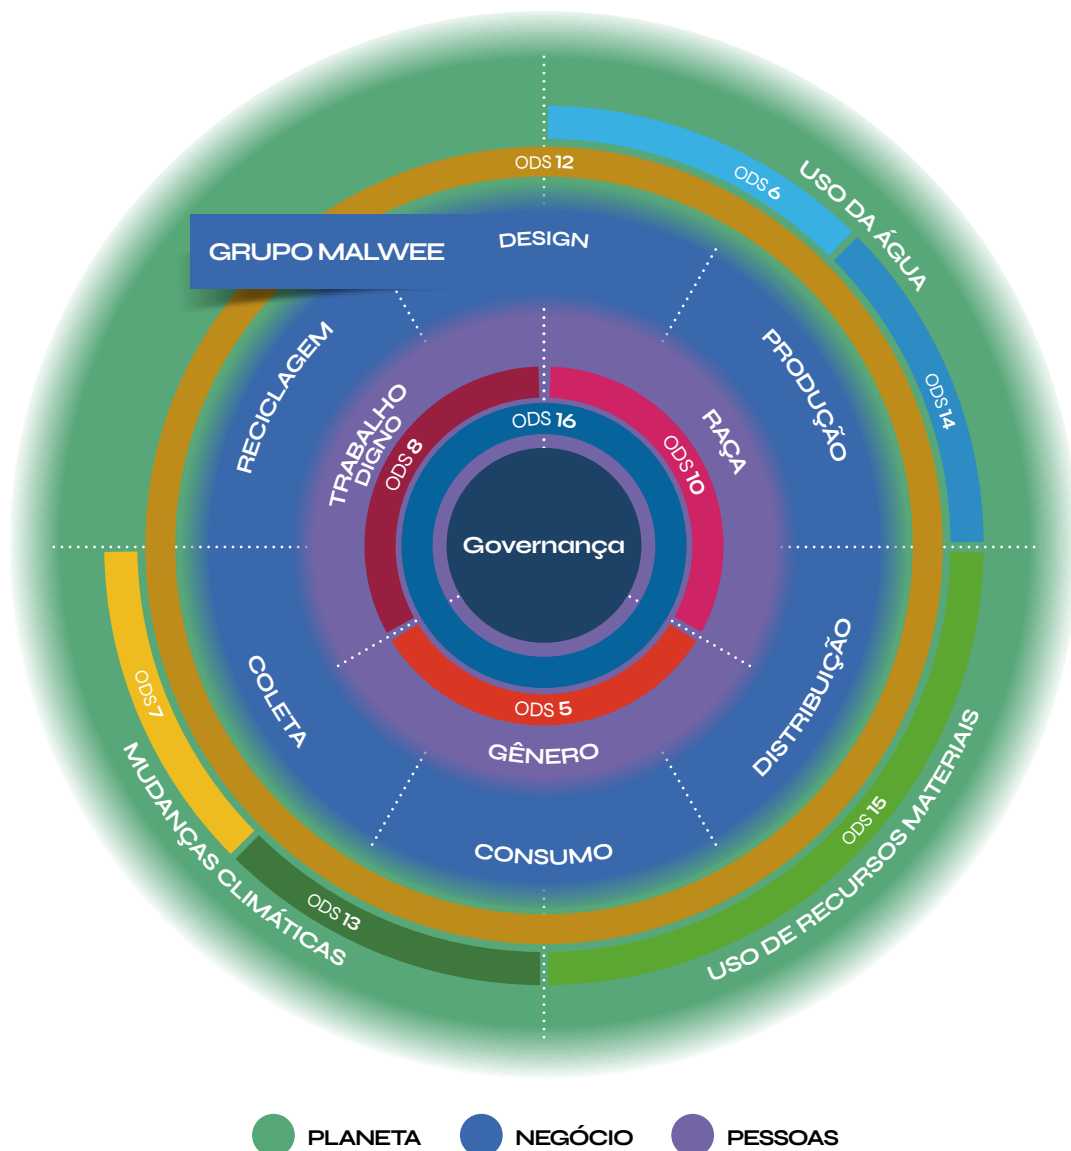 ODS 12
ODS 6
USO DA ÁGUA
GRUPO MALWEE
DESIGN
RECICLAGEM
PRODUÇÃO
ODS 14
TRABALHO
DIGNO
ODS 8
ODS 16
RAÇA
ODS 10
Governança
ODS 5
GÊNERO
COLETA
DISTRIBUIÇÃO
CONSUMO
ODS 7
MUDANÇAS CLIMÁTICAS
ODS 13
ODS 15
USO DE RECURSOS MATERIAIS
PLANETA
NEGÓCIO
PESSOAS